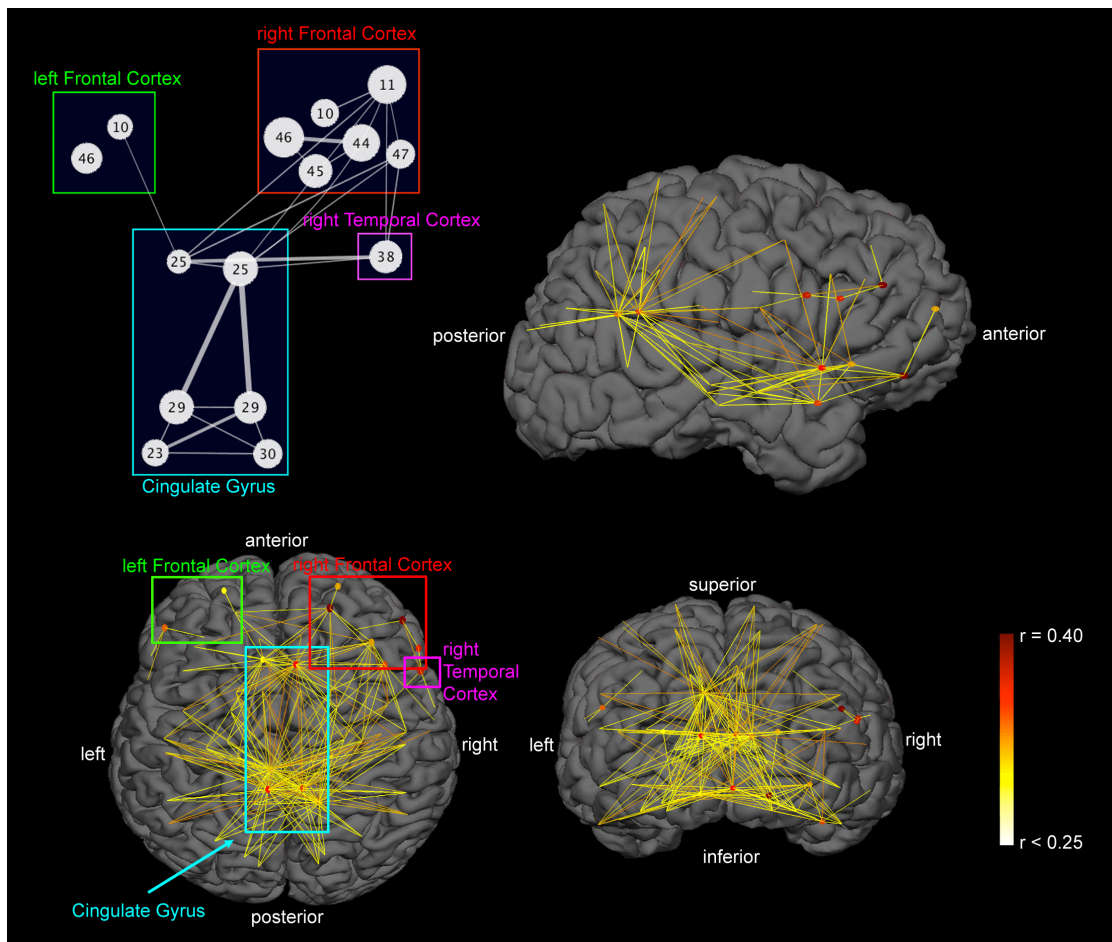 right Frontal Cortex
left Frontal Cortex
11
10
10
46
44
46
47
45
right Temporal Cortex
25
25
38
posterior
anterior
29
29
23
30
Cingulate Gyrus
anterior
left Frontal Cortex
right Frontal Cortex
superior
r = 0.40
right
Temporal
Cortex
left
right
left
right
r < 0.25
inferior
Cingulate Gyrus
posterior